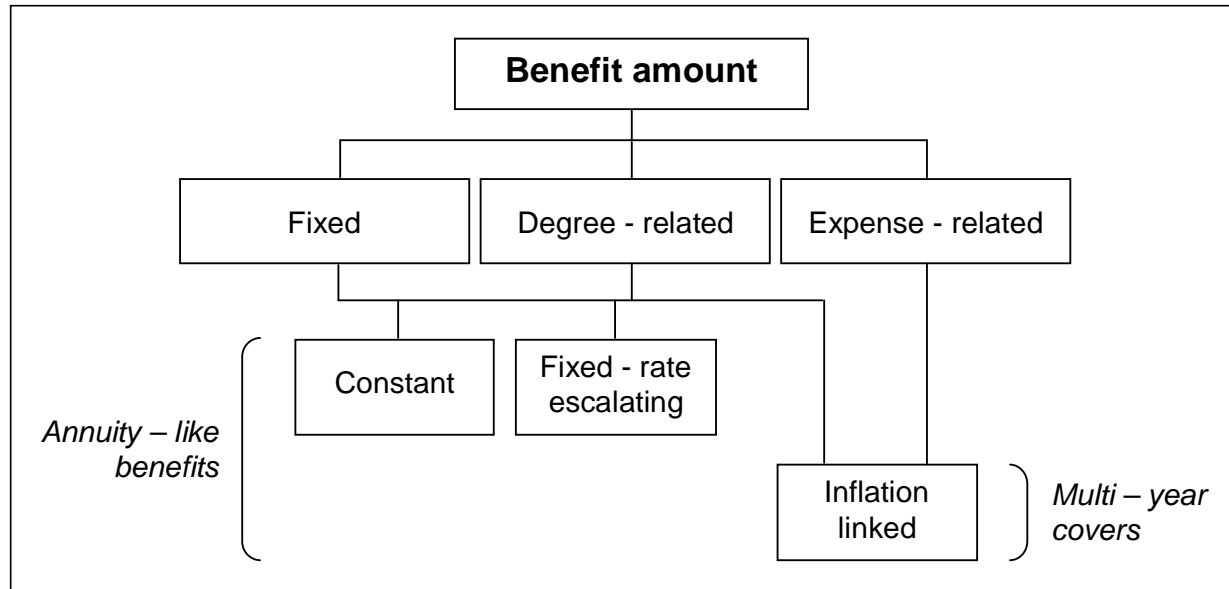 Benefit amount
Fixed
Degree - related
Expense - related
Constant
Fixed - rate
escalating
Annuity – like
benefits
Inflation
linked
Multi – year
covers